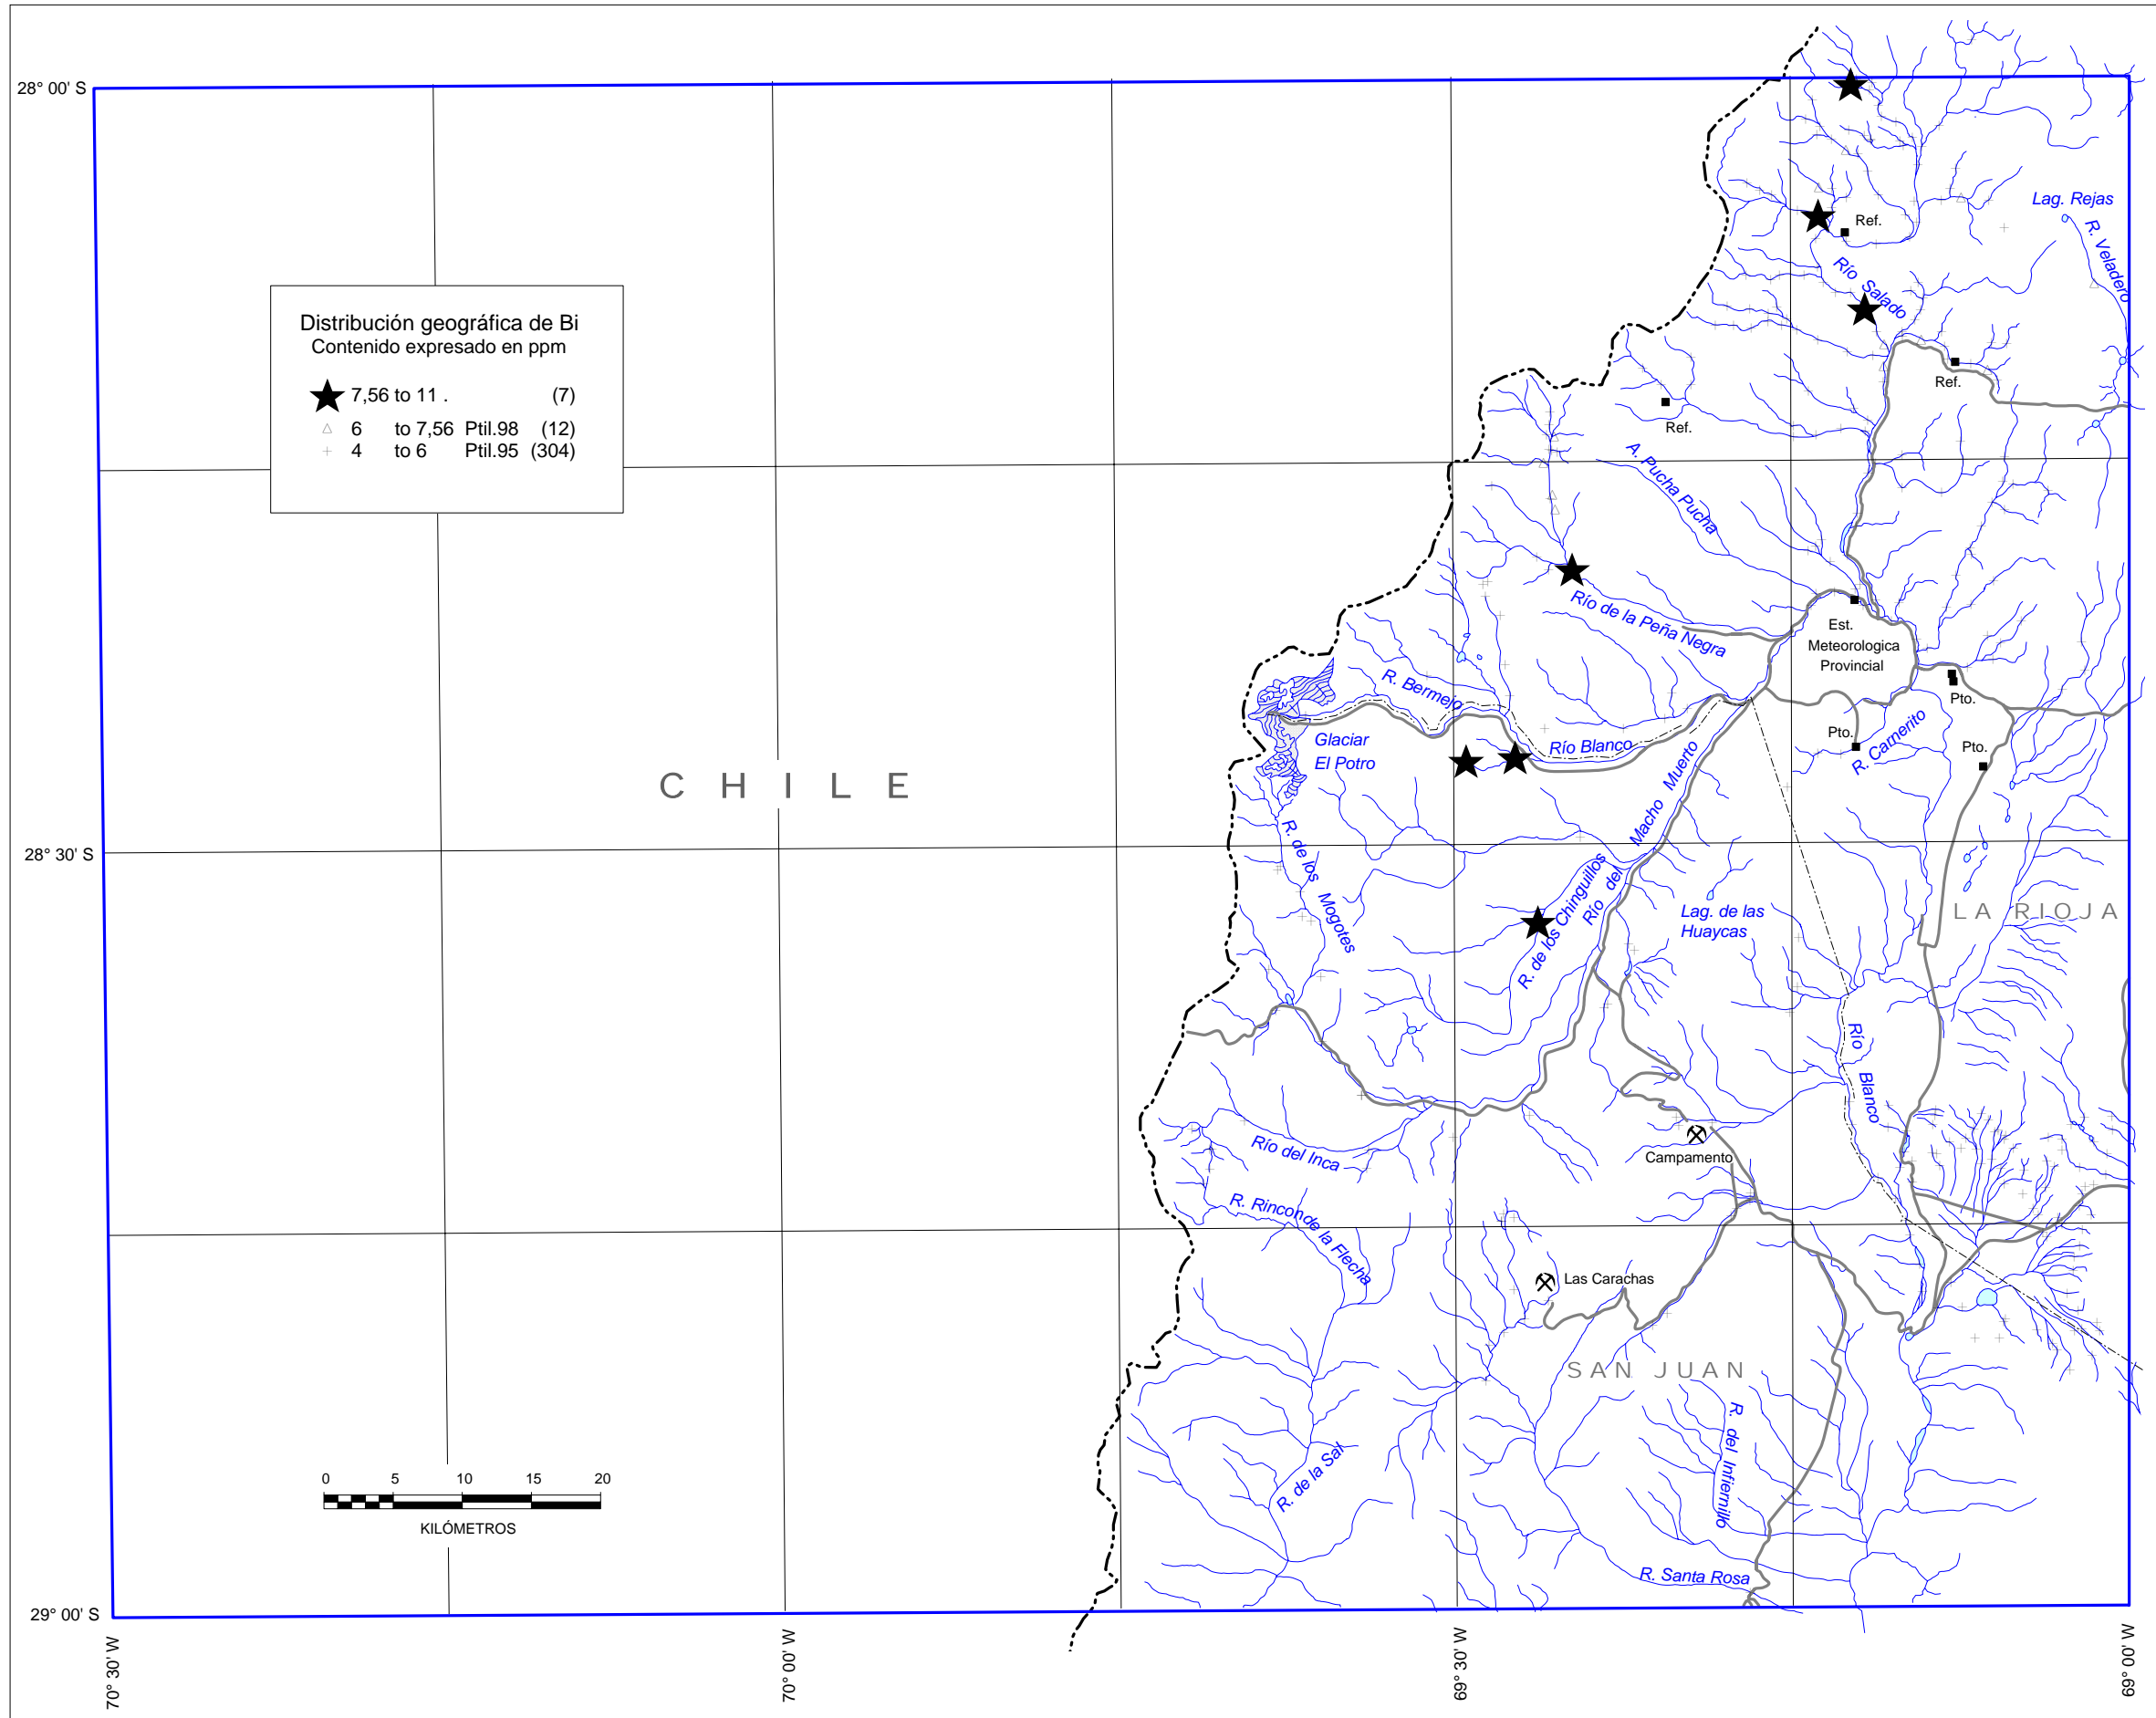 28° 00' S
Lag. Rejas
R. Veladero
Ref.
Río Salado
Distribución geográfica de Bi
Contenido expresado en ppm
7,56 to 11 . (7)
6 to 7,56 Ptil.98 (12)
4 to 6 Ptil.95 (304)
Ref.
Ref.
A. Pucha Pucha
Río de la Peña Negra
Est.
Meteorologica
Provincial
R. Bermejo
Pto.
Pto.
R. Carnerito
Pto.
Glaciar
El Potro
Río Blanco
CHILE
Río del Macho Muerto
28° 30' S
R. de los Mogotes
R. de los Chinguillos
Lag. de las
Huaycas
LA RIOJA
Río Blanco
Río del Inca
Campamento
R. Rincon de la Flecha
Las Carachas
SAN JUAN
R. del Infiernillo
R. de la Sal
0 5 10 15 20
KILÓMETROS
R. Santa Rosa
29° 00' S
70° 30' W
70° 00' W
69° 30' W
69° 00' W